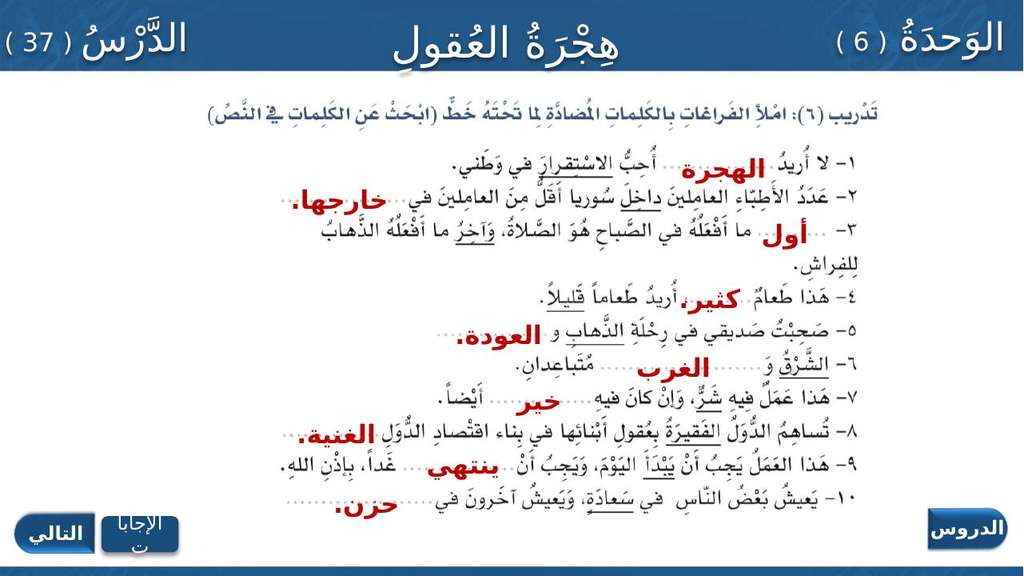 الوَحدَةُ ( 6 )
هِجْرَةُ العُقولِ
الدَّرْسُ ( 37 )
تَدْريب (٦): امْلأِ الفَراغاتِ بِالكَلِماتِ المُضادَّةِ لِما تَحْتَهُ خَطٌّ (ابْحَثْ عَنِ الكَلِماتِ في النَّصِّ)
١- لا أُريدُ الهجرة أُحِبُّ الاسْتِقرارَ في وَطَني.
٢- عَدَدُ الأَطِبّاءِ العامِلينَ داخِلَ سُوريا أَقَلُّ مِنَ العامِلينَ في خارجها.
٣- أول ما أَفْعَلُهُ في الصَّباحِ هُوَ الصَّلاةُ، وَآخِرُ ما أَفْعَلُهُ الذَّهابُ
لِلفِراشِ.
٤- هَذا طَعامٌ كثير. أُريدُ طَعاماً قَليلاً.
٥- صَحِبْتُ صَديقي في رِحْلَةِ الذَّهابِ و العودة.
٦- الشَّرْقُ وَ الغرب مُتَباعِدانِ.
٧- هَذا عَمَلٌ فِيهِ شَرٌّ، وَإنْ كانَ فيهِ خير أَيْضاً.
٨- تُساهِمُ الدُّوَلُ الفَقيرَةُ بِعُقولِ أَبْنائِها في بِناء اقتْصادِ الدُّوَلِ الغنية.
٩- هَذا العَمَلُ يَجِبُ أَنْ يَبْدَأَ اليَوْمَ، وَيَجِبُ أَنْ ينتهي غَداً، بِإذْنِ اللهِ.
١٠- يَعيشُ بَعْضُ النّاسِ في سَعادَةٍ، وَيَعيشُ آخَرونَ في حزن.
الدروس
الإجابا
ت
التالي